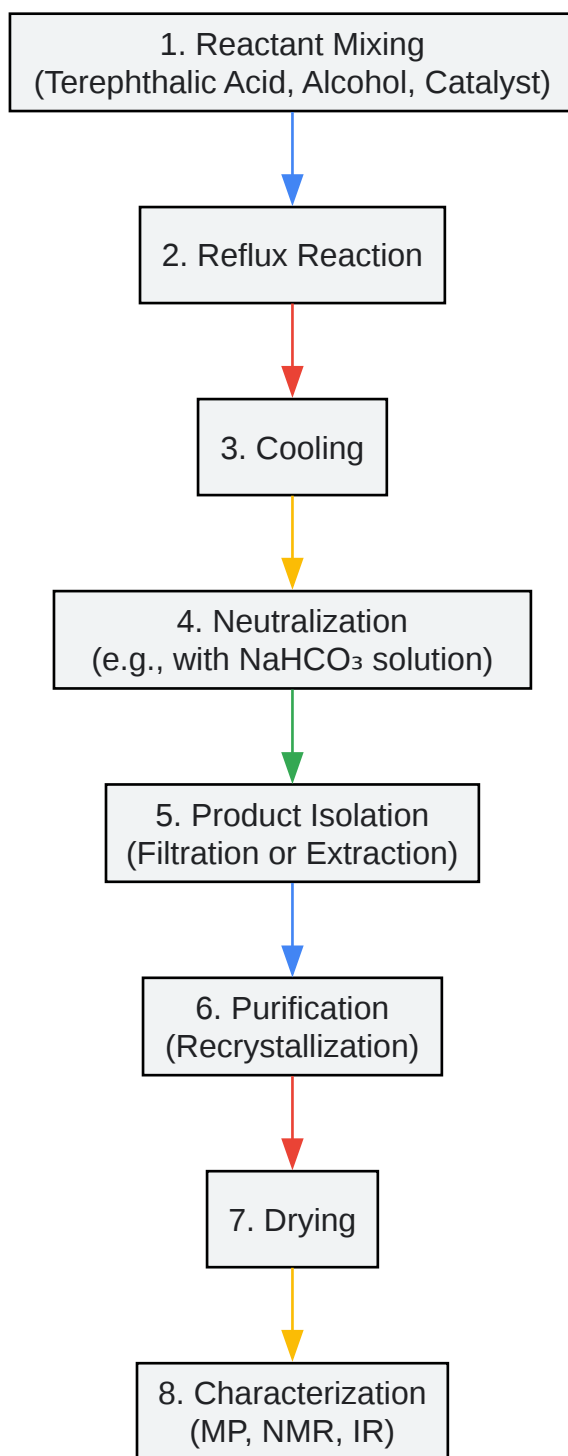 1. Reactant Mixing
(Terephthalic Acid, Alcohol, Catalyst)
2. Reflux Reaction
3. Cooling
4. Neutralization
(e.g., with NaHCO₃ solution)
5. Product Isolation
(Filtration or Extraction)
6. Purification
(Recrystallization)
7. Drying
8. Characterization
(MP, NMR, IR)